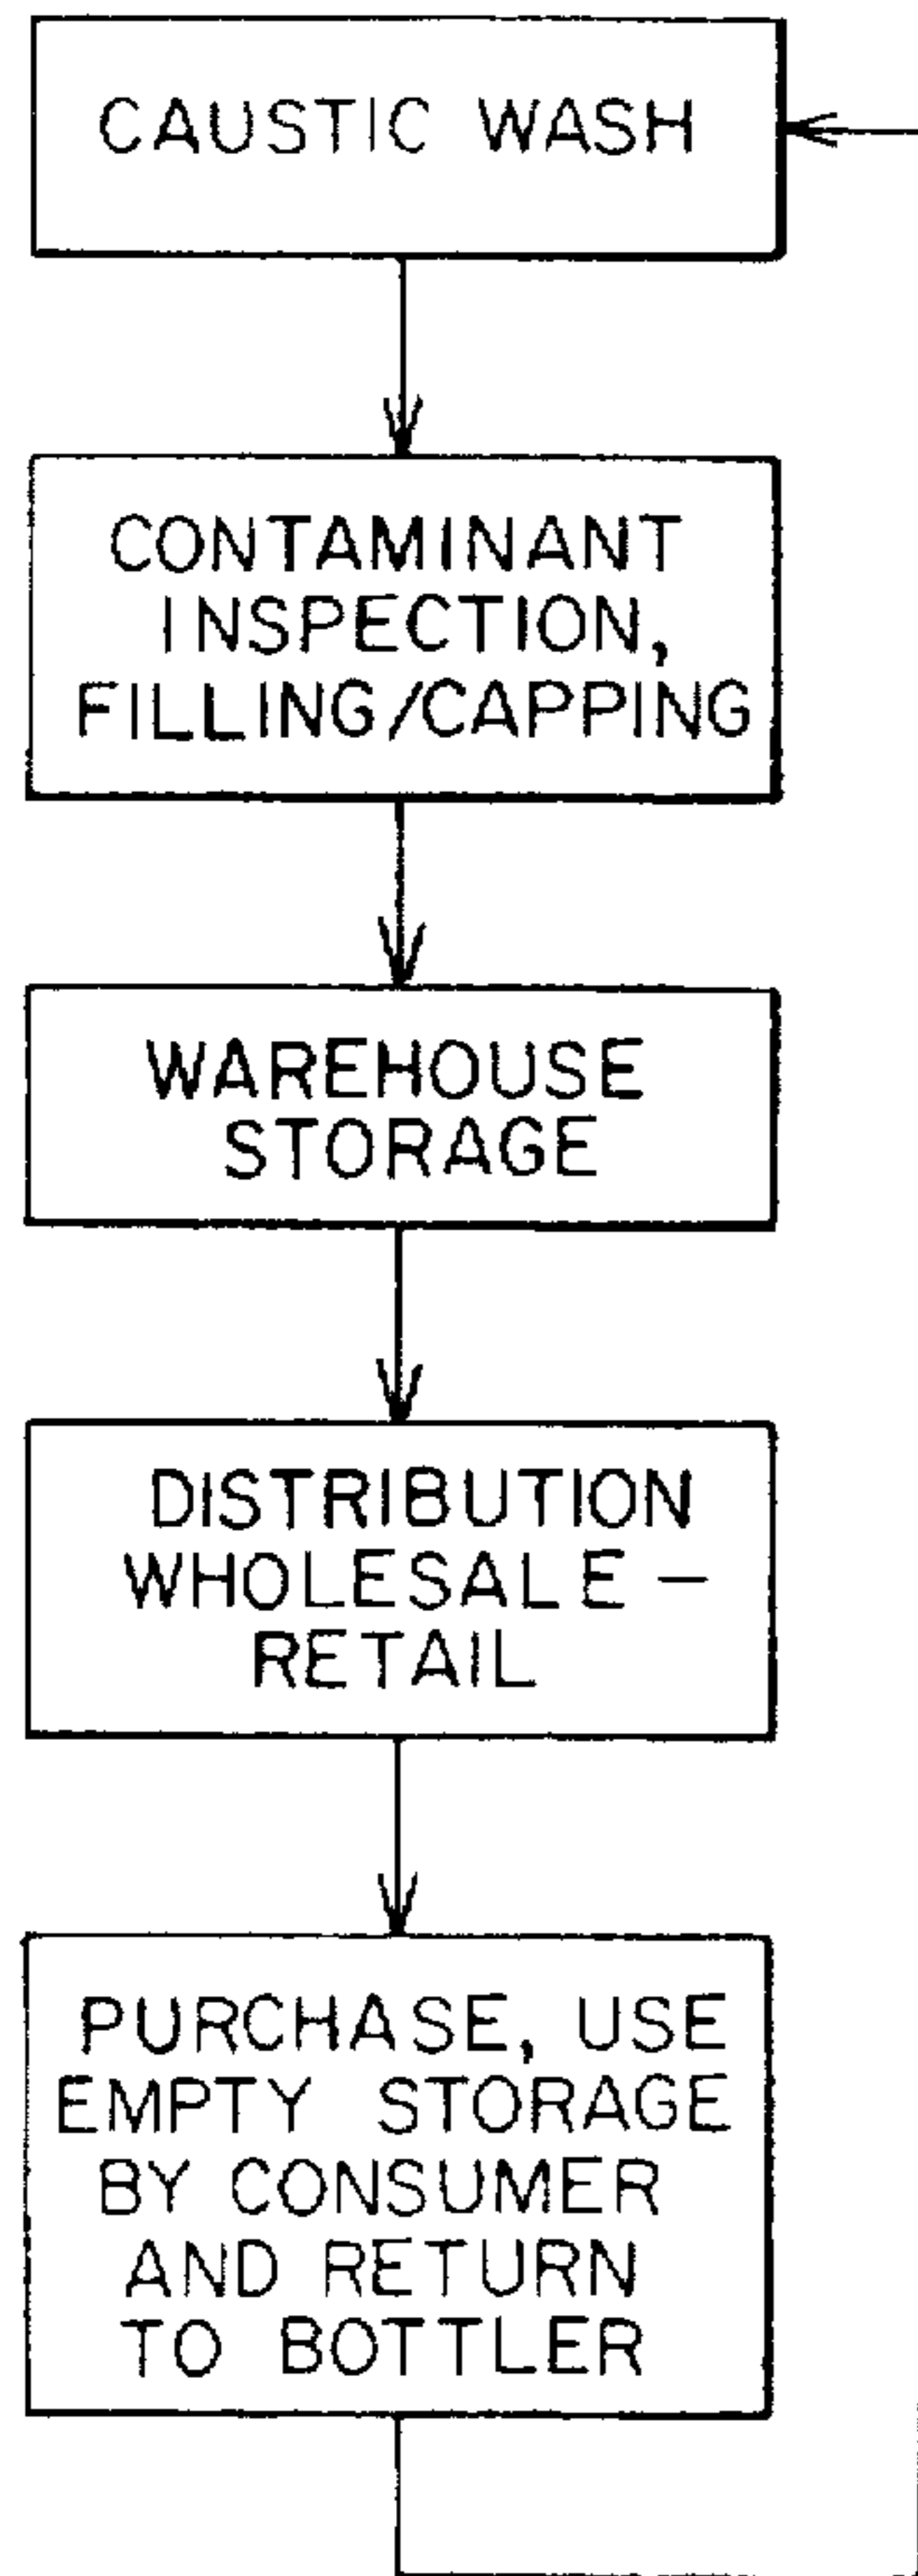 CAUSTIC WASH
CONTAMINANT
INSPECTION,
FILLING/CAPPING
WAREHOUSE
STORAGE
DISTRIBUTION
WHOLESALE –
RETAIL
PURCHASE, USE
EMPTY STORAGE
BY CONSUMER
AND RETURN
TO BOTTLER